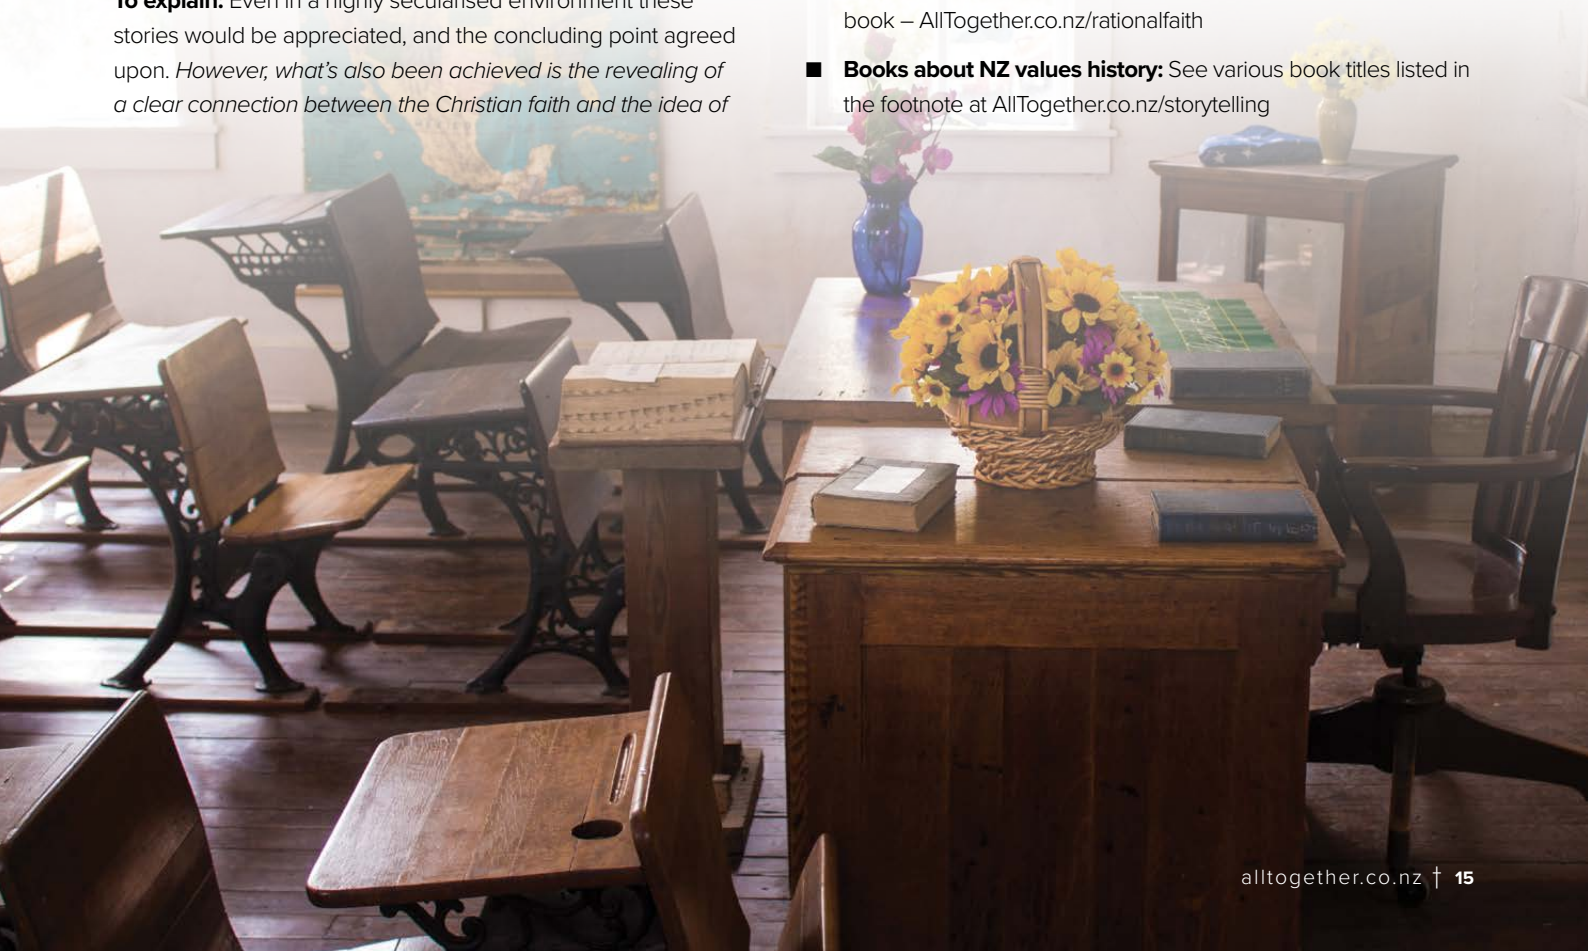 To explain: Even in a highly secularised environment these
stories would be appreciated, and the concluding point agreed
upon. However, what's also been achieved is the revealing of
a clear connection between the Christian faith and the idea of
book – AllTogether.co.nz/rationalfaith
■ Books about NZ values history: See various book titles listed in
the footnote at AllTogether.co.nz/storytelling
alltogether.co.nz † 15